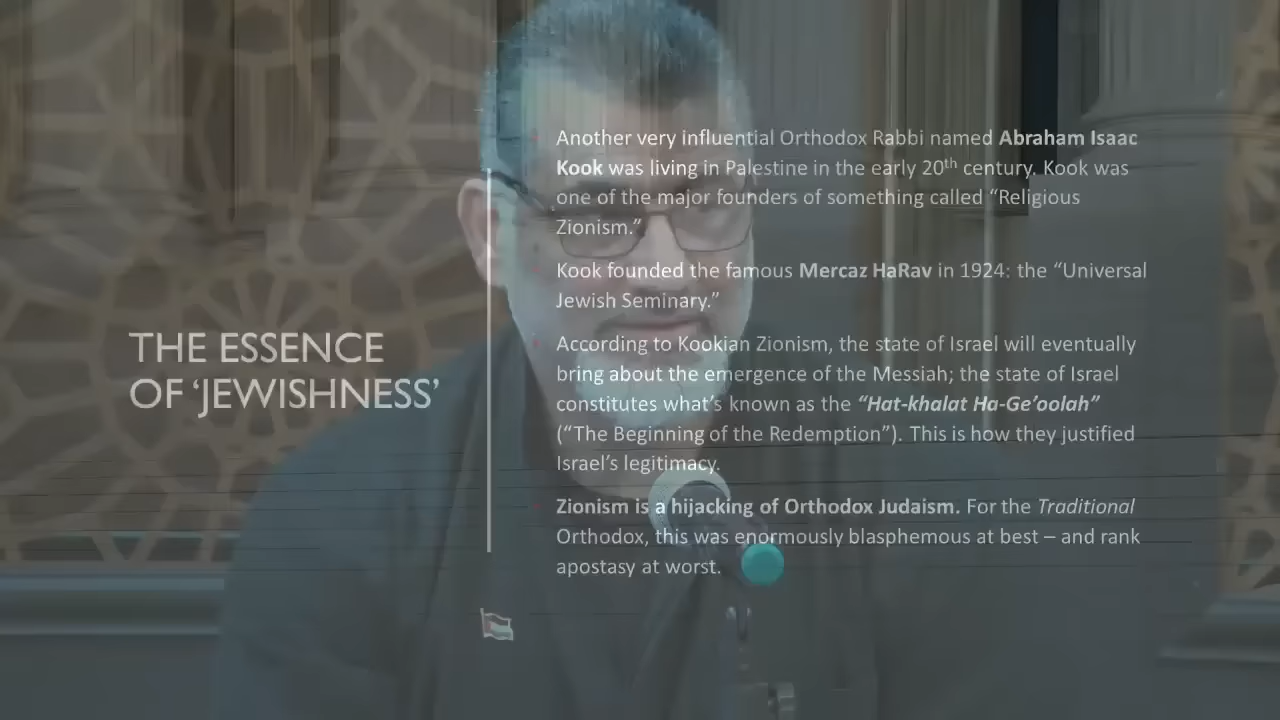 THE ESSENCE
OF ‘JEWISHNESS’
Another very influential Orthodox Rabbi named Abraham Isaac
Kook was living in Palestine in the early 20th century. Kook was
one of the major founders of something called “Religious
Zionism.”
Kook founded the famous Mercaz HaRav in 1924: the “Universal
Jewish Seminary.”
According to Kookian Zionism, the state of Israel will eventually
bring about the emergence of the Messiah; the state of Israel
constitutes what’s known as the “Hat-khalat Ha-Ge’oolah”
(“The Beginning of the Redemption”). This is how they justified
Israel’s legitimacy.
Zionism is a hijacking of Orthodox Judaism. For the Traditional
Orthodox, this was enormously blasphemous at best – and rank
apostasy at worst.